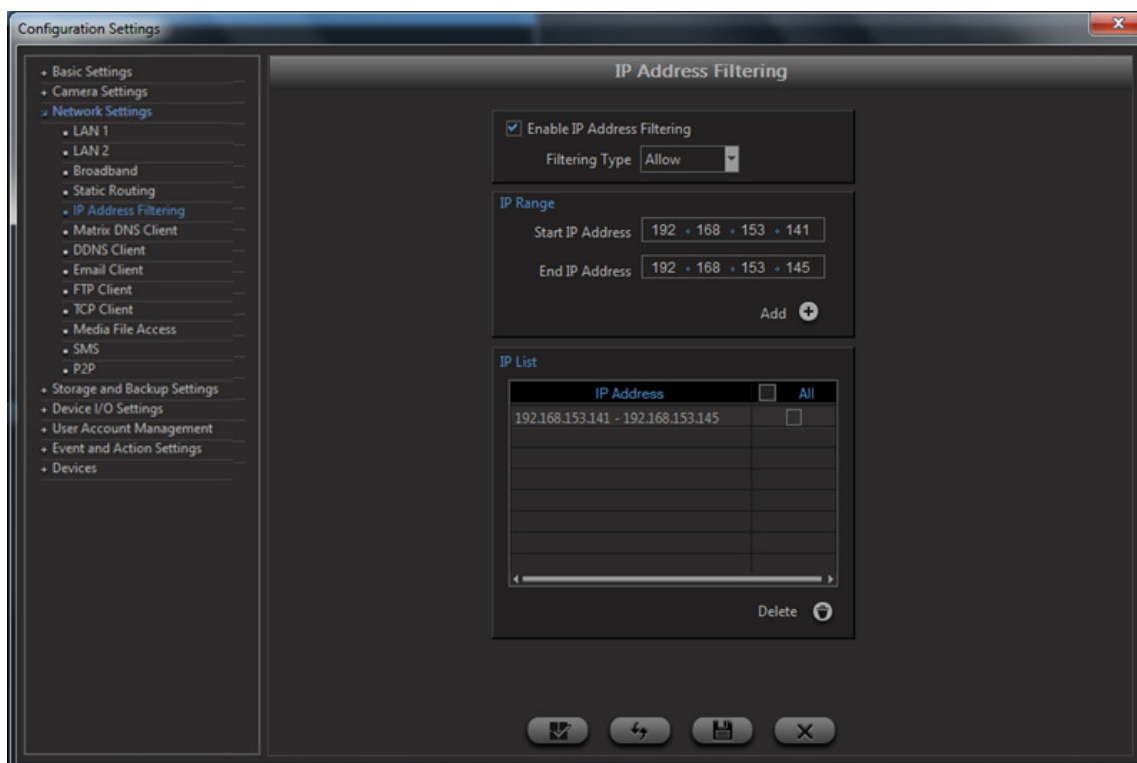 Configuration Settings
Basic Settings
Camera Settings
Network Settings
LAN 1
LAN 2
Broadband
Static Routing
IP Address Filtering
Matrix DNS Client
DDNS Client
Email Client
FTP Client
TCP Client
Media File Access
SMS
P2P
Storage and Backup Settings
Device I/O Settings
User Account Management
Event and Action Settings
Devices
IP Address Filtering
Enable IP Address Filtering
Filtering Type Allow
IP Range
Start IP Address 192 168 153 141
End IP Address 192 168 153 145
Add
IP List
IP Address All
192.168.153.141 - 192.168.153.145
Delete